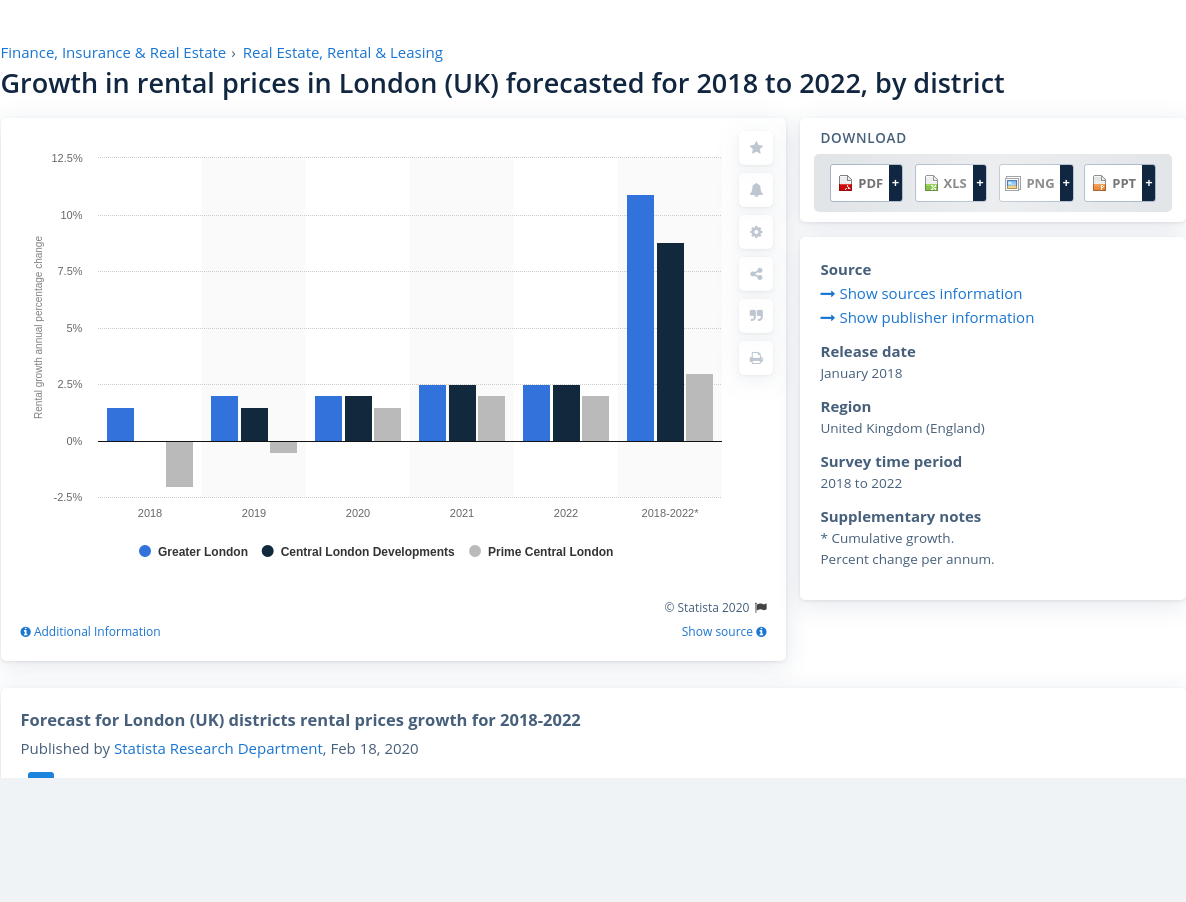 Finance, Insurance & Real Estate › Real Estate, Rental & Leasing
Growth in rental prices in London (UK) forecasted for 2018 to 2022, by district
Rental growth annual percentage change
12.5%
10%
7.5%
5%
2.5%
0%
-2.5%
2018 2019 2020 2021 2022 2018-2022*
Greater London Central London Developments Prime Central London
© Statista 2020
Additional Information Show source
DOWNLOAD
PDF + XLS + PNG + PPT +
Source
Show sources information
Show publisher information
Release date
January 2018
Region
United Kingdom (England)
Survey time period
2018 to 2022
Supplementary notes
* Cumulative growth.
Percent change per annum.
Forecast for London (UK) districts rental prices growth for 2018-2022
Published by Statista Research Department, Feb 18, 2020